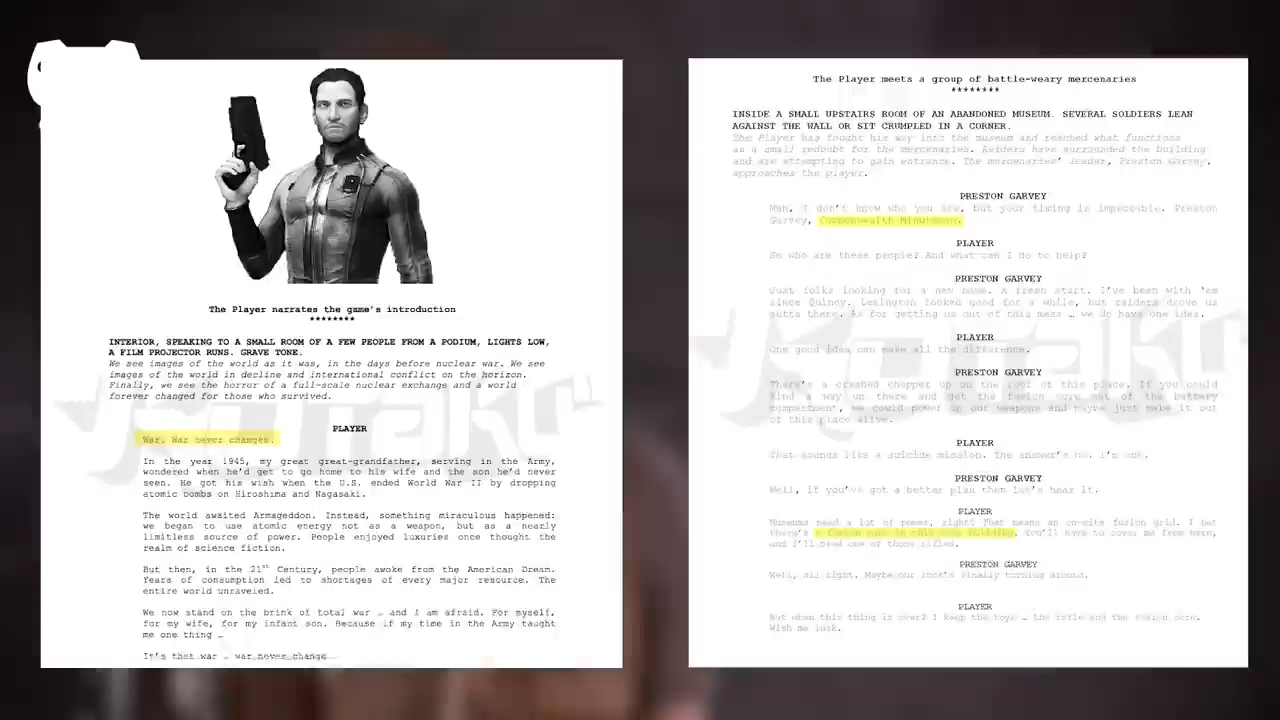 The Player narrates the game's introduction
********
INTERIOR, SPEAKING TO A SMALL ROOM OF A FEW PEOPLE FROM A PODIUM, LIGHTS LOW,
A FILM PROJECTOR RUNS. GRAVE TONE.
We see images of the world as it was, in the days before nuclear war. We see
images of the world in decline and international conflict on the horizon.
Finally, we see the horror of a full-scale nuclear exchange and a world
forever changed for those who survived.
PLAYER
War. War never changes.
In the year 1945, my great great-grandfather, serving in the Army,
wondered when he'd get to go home to his wife and the son he'd never
seen. He got his wish when the U.S. ended World War II by dropping
atomic bombs on Hiroshima and Nagasaki.
The world awaited Armageddon. Instead, something miraculous happened:
we began to use atomic energy not as a weapon, but as a nearly
limitless source of power. People enjoyed luxuries once thought the
realm of science fiction.
But then, in the 21st Century, people awoke from the American Dream.
Years of consumption led to shortages of every major resource. The
entire world unraveled.
We now stand on the brink of total war … and I am afraid. For myself,
for my wife, for my infant son. Because if my time in the Army taught
me one thing …
It's that war … war never change
The Player meets a group of battle-weary mercenaries
********
INSIDE A SMALL UPSTAIRS ROOM OF AN ABANDONED MUSEUM. SEVERAL SOLDIERS LEAN
AGAINST THE WALL OR SIT CRUMPLED IN A CORNER.
The Player has fought his way into the museum and reached what functions
as a small redoubt for the mercenaries. Raiders have surrounded the building
and are attempting to gain entrance. The mercenaries' leader, Preston Garvey,
approaches the player.
PRESTON GARVEY
Man, I don't know who you are, but your timing is impeccable. Preston
Garvey, Commonwealth Minutemen.
PLAYER
So who are these people? And what can I do to help?
PRESTON GARVEY
Just folks looking for a new home. A fresh start. I've been with 'em
since Quincy. Lexington looked good for a while, but raiders drove us
outta there. As for getting us out of this mess … we do have one idea.
PLAYER
One good idea can make all the difference.
PRESTON GARVEY
There's a crashed chopper up on the roof of this place. If you could
find a way up there and get the fusion core out of the battery
compartment, we could power up our weapons and maybe just make it out
of this place alive.
PLAYER
That sounds like a suicide mission. The answer's no. I'm out.
PRESTON GARVEY
Well, if you've got a better plan then let's hear it.
PLAYER
Museums need a lot of power, right? That means an on-site fusion grid. I bet
there's a fusion core in this very building. You'll have to cover me from here,
and I'll need one of those rifles.
PRESTON GARVEY
Well, all right. Maybe our luck's finally turning around.
PLAYER
But when this thing is over? I keep the toys … the rifle and the fusion core.
Wish me luck.
Kotaku
Kotaku